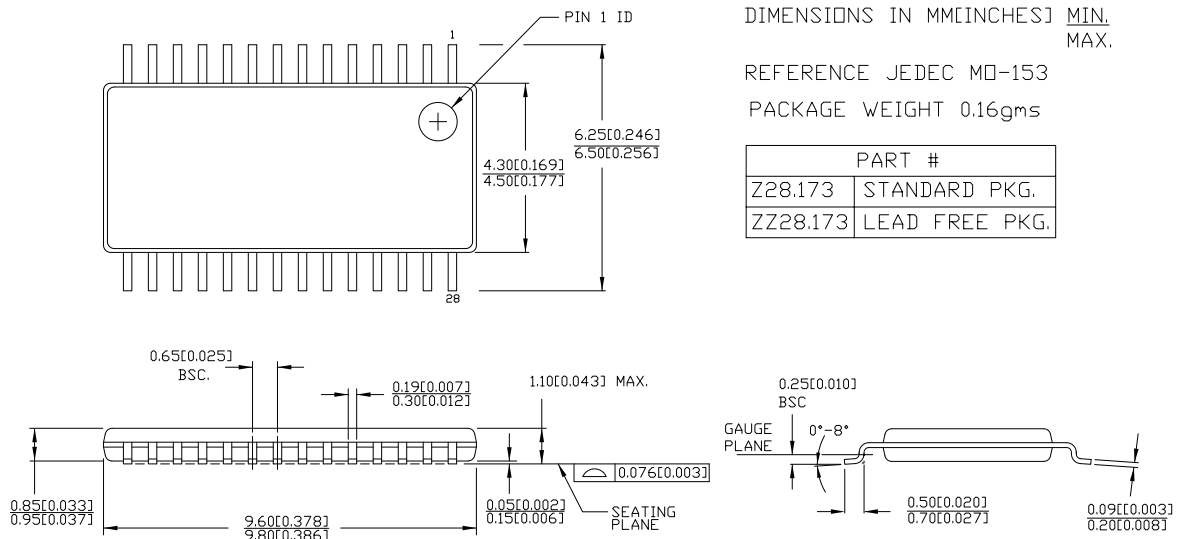 PIN 1 ID
DIMENSIONS IN MM[INCHES] MIN.
MAX.
REFERENCE JEDEC MO-153
PACKAGE WEIGHT 0.16gms
PART #
Z28.173 STANDARD PKG.
ZZ28.173 LEAD FREE PKG.
1
6.25[0.246]
6.50[0.256]
4.30[0.169]
4.50[0.177]
28
0.65[0.025]
BSC.
0.19[0.007]
0.30[0.012]
1.10[0.043] MAX.
0.25[0.010]
BSC
GAUGE
PLANE
0°-8°
0.076[0.003]
0.85[0.033]
0.95[0.037]
9.60[0.378]
9.80[0.386]
0.05[0.002]
0.15[0.006]
SEATING
PLANE
0.50[0.020]
0.70[0.027]
0.09[[0.003]
0.20[0.008]